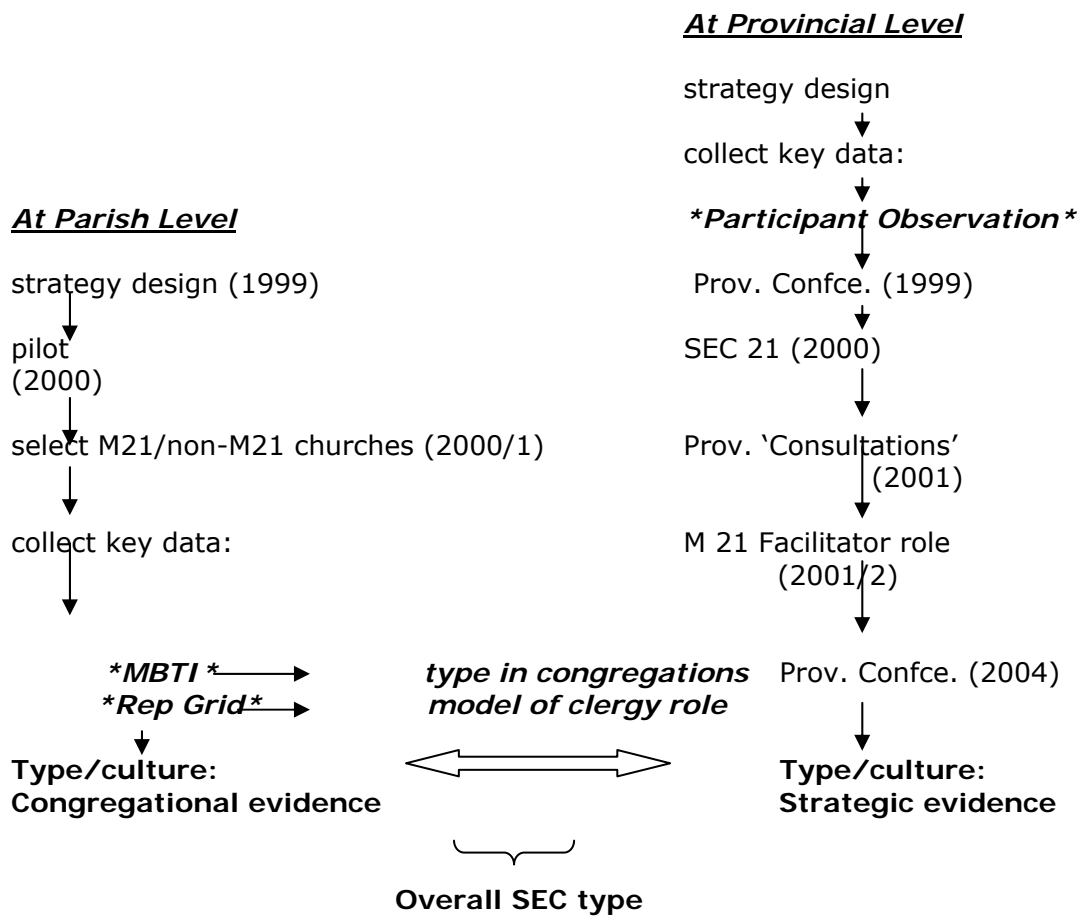 At Provincial Level
strategy design
collect key data:
*Participant Observation*
Prov. Confce. (1999)
SEC 21 (2000)
Prov. ‘Consultations’
(2001)
M 21 Facilitator role
(2001/2)
Prov. Confce. (2004)
Type/culture:
Strategic evidence
At Parish Level
strategy design (1999)
pilot
(2000)
select M21/non-M21 churches (2000/1)
collect key data:
*MBTI *
*Rep Grid*
type in congregations
model of clergy role
Type/culture:
Congregational evidence
Overall SEC type